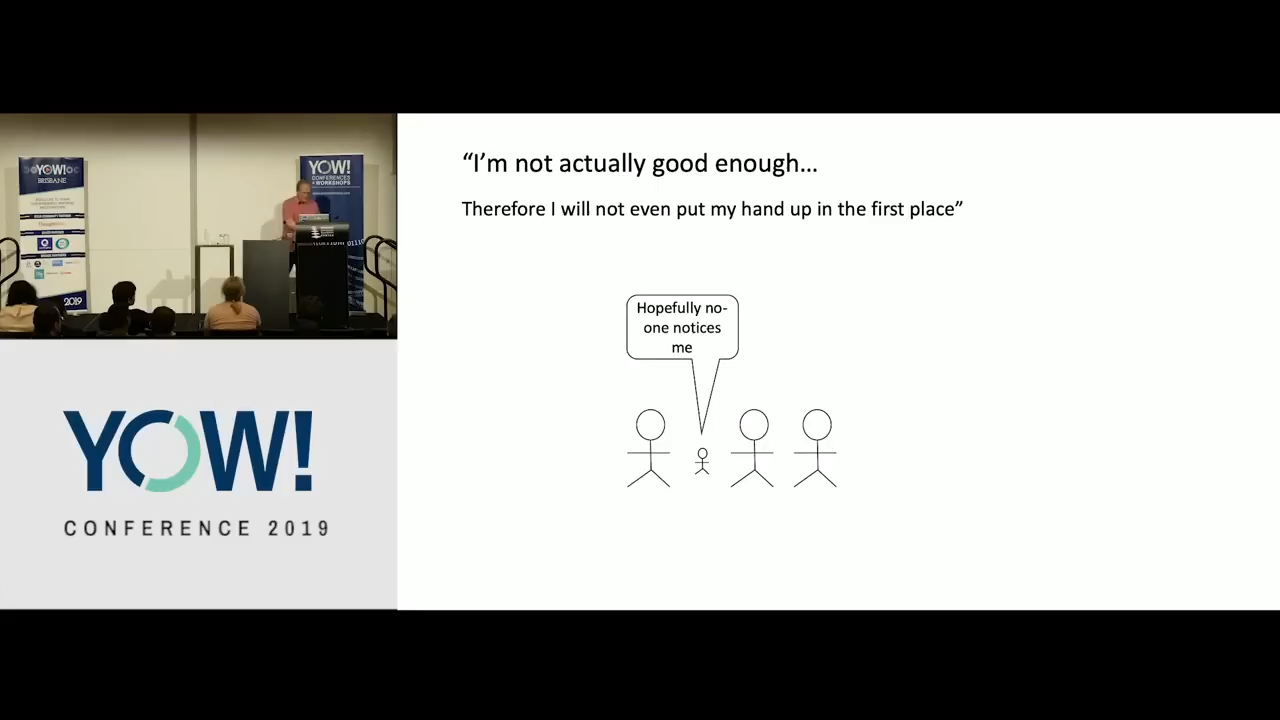 YOW!
BRISBANE
2019
YOW!
CONFERENCES
& WORKSHOPS
YOW!
CONFERENCE 2019
“I’m not actually good enough...
Therefore I will not even put my hand up in the first place”
Hopefully no-
one notices
me